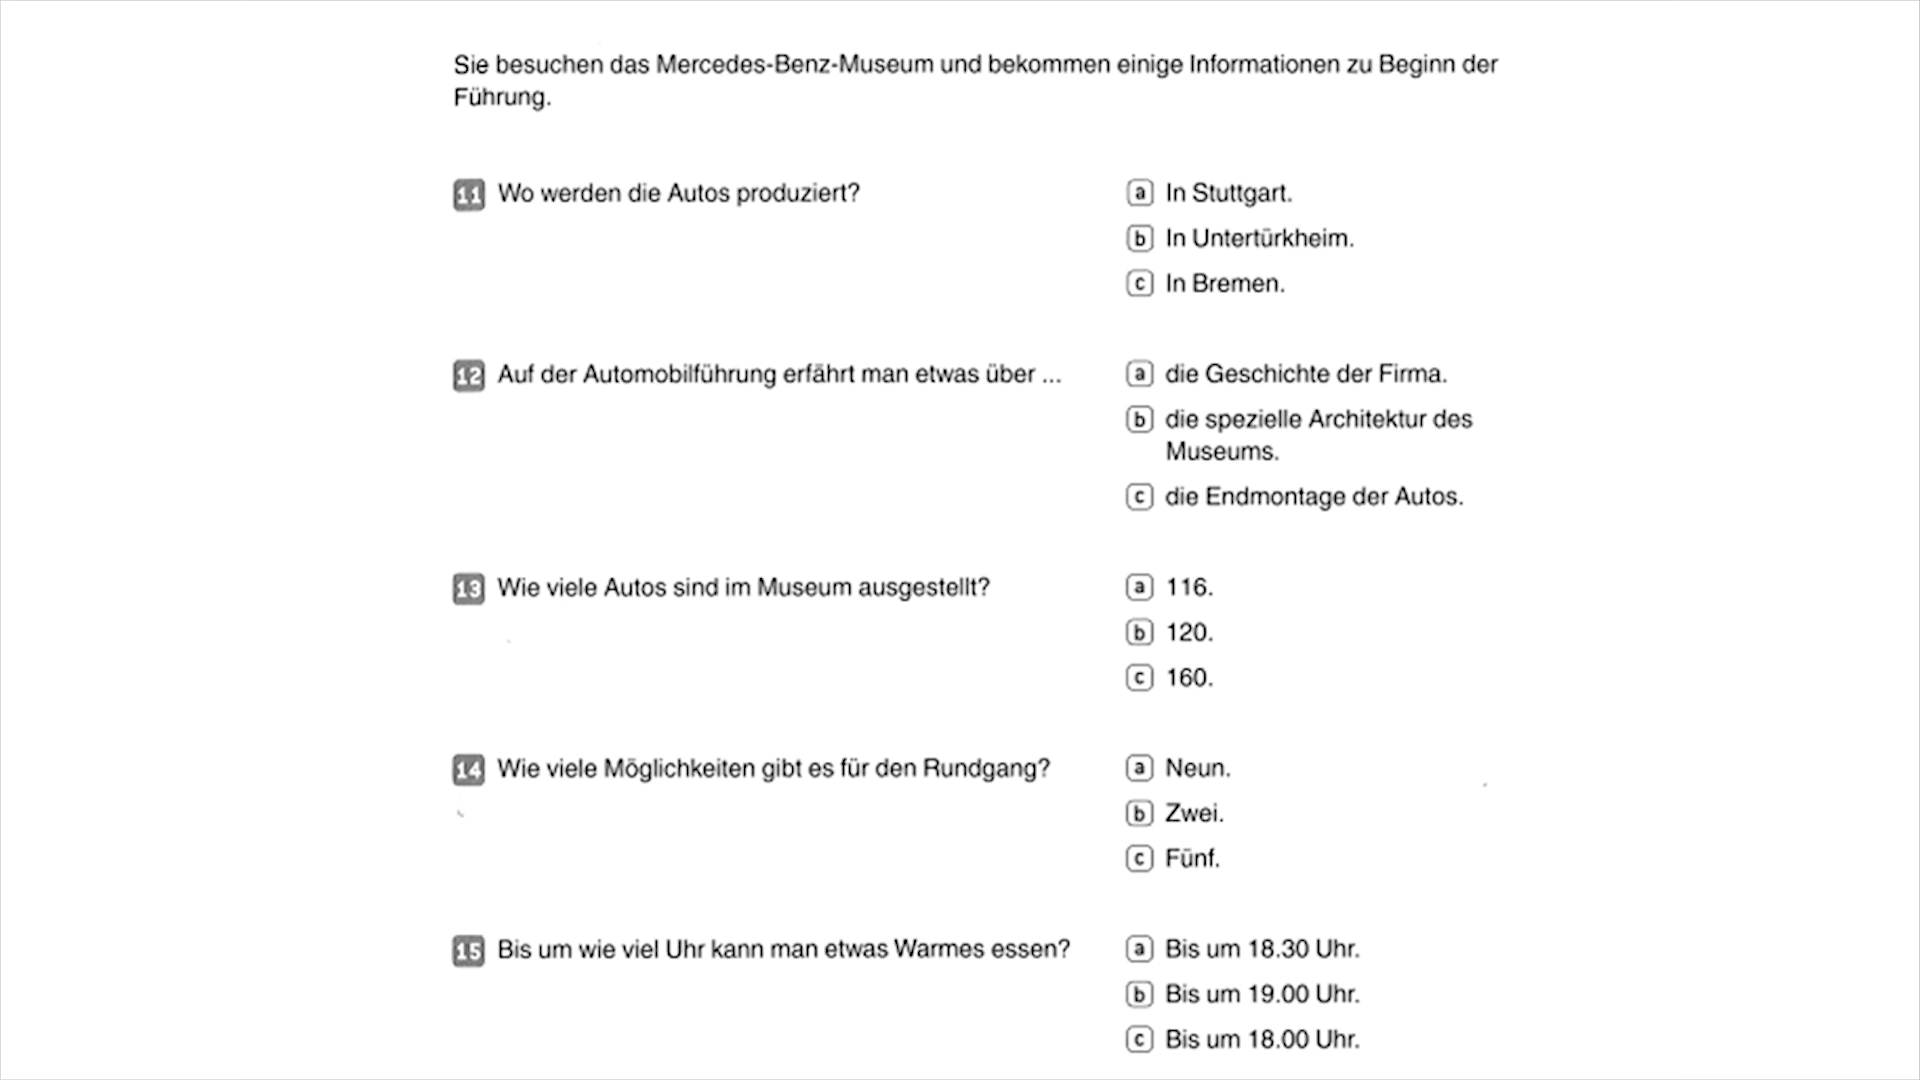 Sie besuchen das Mercedes-Benz-Museum und bekommen einige Informationen zu Beginn der
Führung.
11 Wo werden die Autos produziert?
a In Stuttgart.
b In Untertürkheim.
c In Bremen.
12 Auf der Automobilführung erfährt man etwas über ...
a die Geschichte der Firma.
b die spezielle Architektur des
Museums.
c die Endmontage der Autos.
13 Wie viele Autos sind im Museum ausgestellt?
a 116.
b 120.
c 160.
14 Wie viele Möglichkeiten gibt es für den Rundgang?
a Neun.
b Zwei.
c Fünf.
15 Bis um wie viel Uhr kann man etwas Warmes essen?
a Bis um 18.30 Uhr.
b Bis um 19.00 Uhr.
c Bis um 18.00 Uhr.